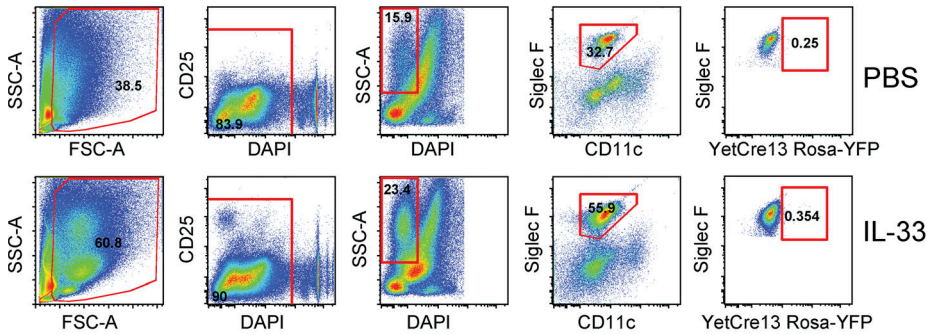 SSC-A
38.5
FSC-A
CD25
83.9
DAPI
SSC-A
15.9
DAPI
Siglec F
32.7
CD11c
Siglec F
0.25
YetCre13 Rosa-YFP
PBS
SSC-A
60.8
FSC-A
CD25
90
DAPI
SSC-A
23.4
DAPI
Siglec F
55.9
CD11c
Siglec F
0.354
YetCre13 Rosa-YFP
IL-33